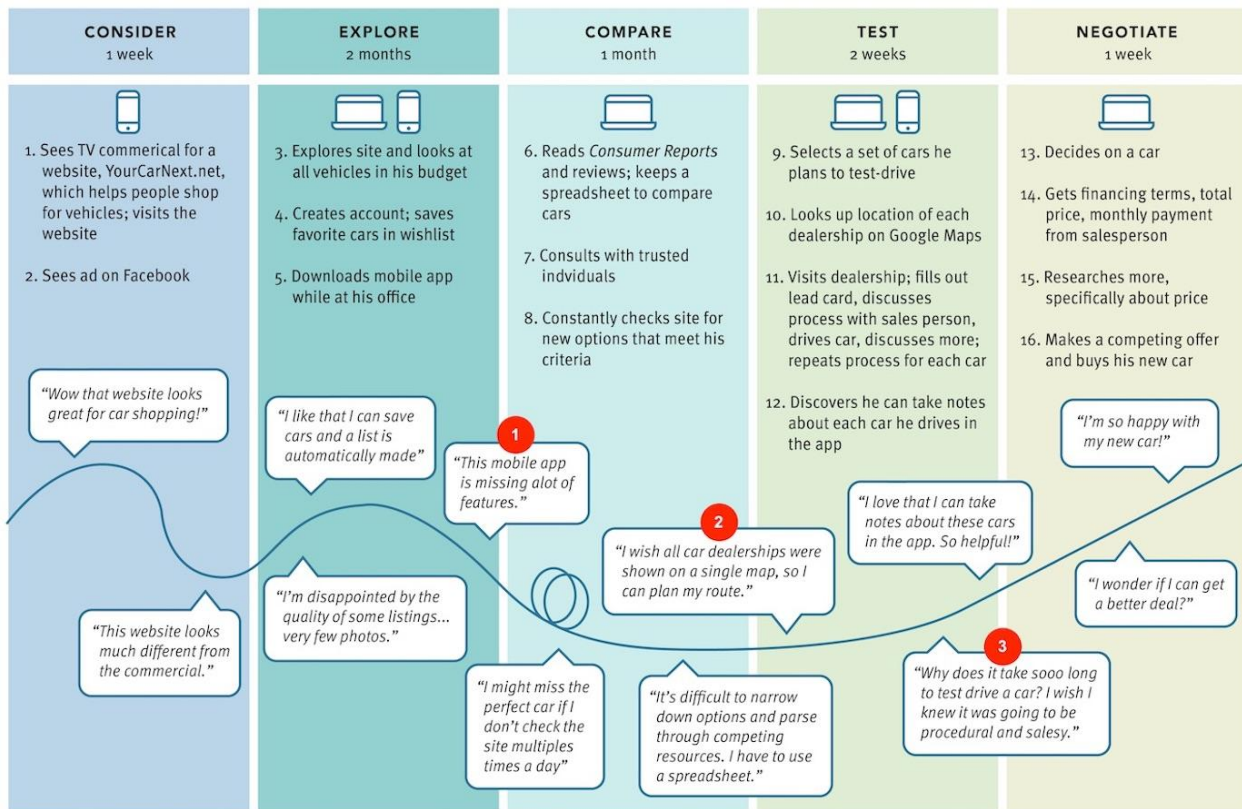 CONSIDER
1 week
EXPLORE
2 months
COMPARE
1 month
TEST
2 weeks
NEGOTIATE
1 week
1. Sees TV commerical for a
website, YourCarNext.net,
which helps people shop
for vehicles; visits the
website
2. Sees ad on Facebook
3. Explores site and looks at
all vehicles in his budget
4. Creates account; saves
favorite cars in wishlist
5. Downloads mobile app
while at his office
6. Reads Consumer Reports
and reviews; keeps a
spreadsheet to compare
cars
7. Consults with trusted
indviduals
8. Constantly checks site for
new options that meet his
criteria
9. Selects a set of cars he
plans to test-drive
10. Looks up location of each
dealership on Google Maps
11. Visits dealership; fills out
lead card, discusses
process with sales person,
drives car, discusses more;
repeats process for each car
12. Discovers he can take notes
about each car he drives in
the app
13. Decides on a car
14. Gets financing terms, total
price, monthly payment
from salesperson
15. Researches more,
specifically about price
16. Makes a competing offer
and buys his new car
“Wow that website looks
great for car shopping!”
“This website looks
much different from
the commercial.”
“I like that I can save
cars and a list is
automatically made”
“I’m disappointed by the
quality of some listings...
very few photos.”
1
“This mobile app
is missing alot of
features.”
“I might miss the
perfect car if I
don’t check the
site multiples
times a day”
“It’s difficult to narrow
down options and parse
through competing
resources. I have to use
a spreadsheet.”
2
“I wish all car dealerships were
shown on a single map, so I
can plan my route.”
“I love that I can take
notes about these cars
in the app. So helpful!”
3
“Why does it take sooo long
to test drive a car? I wish I
knew it was going to be
procedural and salesy.”
“I’m so happy with
my new car!”
“I wonder if I can get
a better deal?”